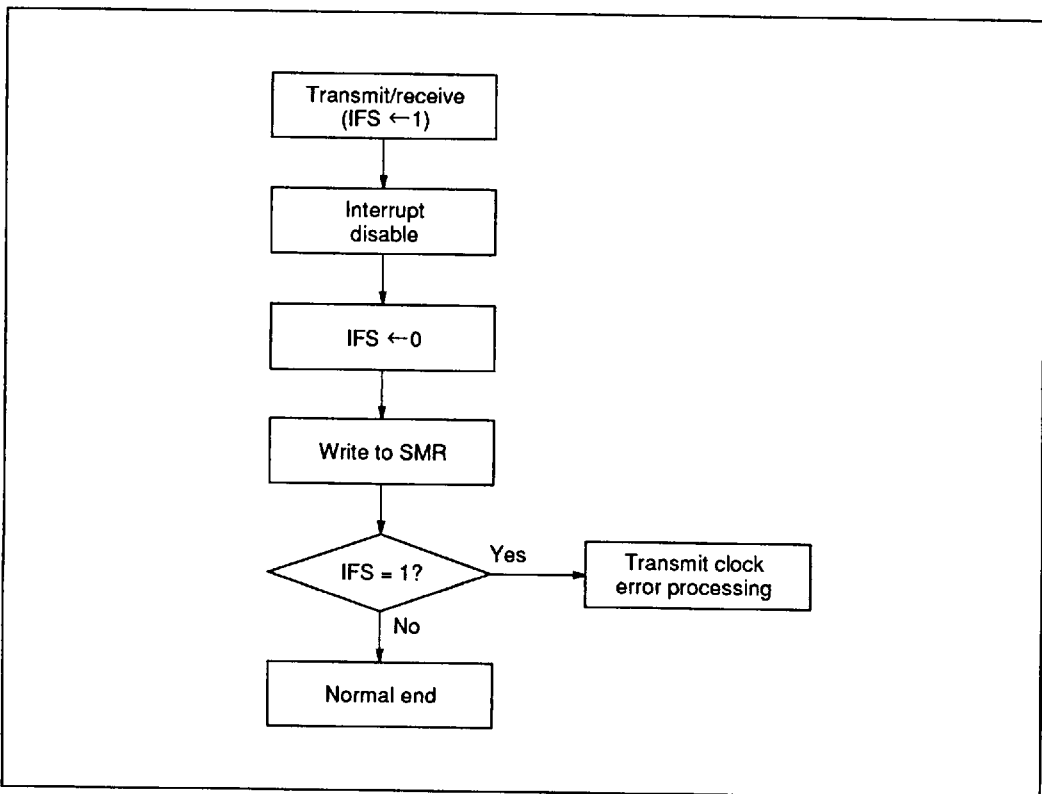 Transmit/receive
(IFS ←1)
Interrupt
disable
IFS ←0
Write to SMR
IFS = 1?
Yes
Transmit clock
error processing
No
Normal end